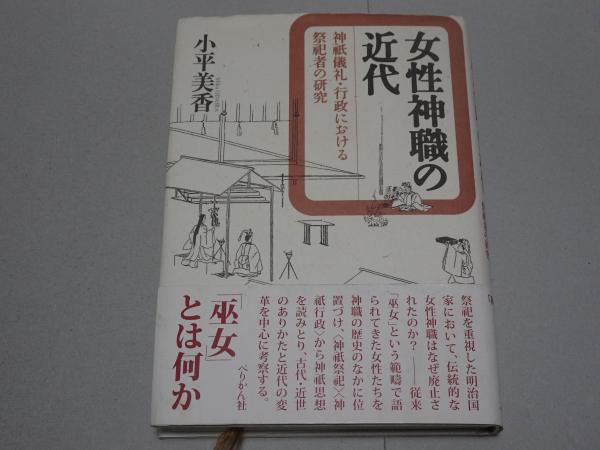 女性神職の
近代
神祇儀礼・行政における
祭祀者の研究
小平美香
祭祀を重視した明治国
家において、伝統的な
女性神職はなぜ廃止さ
れたのか?――従来
「巫女」という範疇で語
られてきた女性たちを
神職の歴史のなかに位
置づけ、〈神祇祭祀〉〈神
祇行政〉から神祇思想
を読みとり、古代・近世
のありかたと近代の変
革を中心に考察する。
ぺりかん社
「巫女」
とは何か